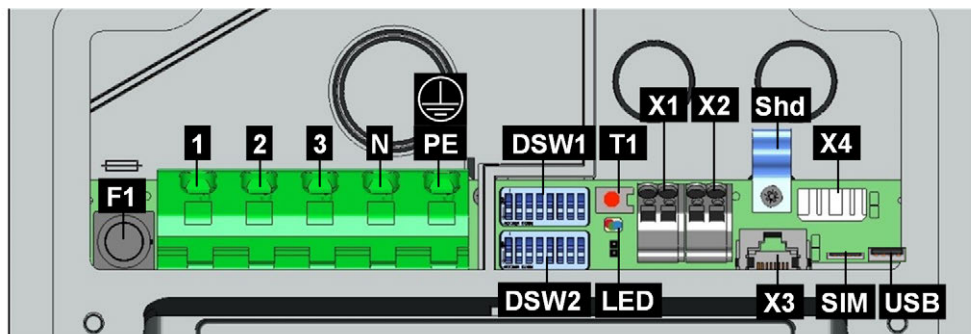 X1 X2 Shd
1 2 3 N PE DSW1 T1 X4
F1
DSW2 LED X3 SIM USB